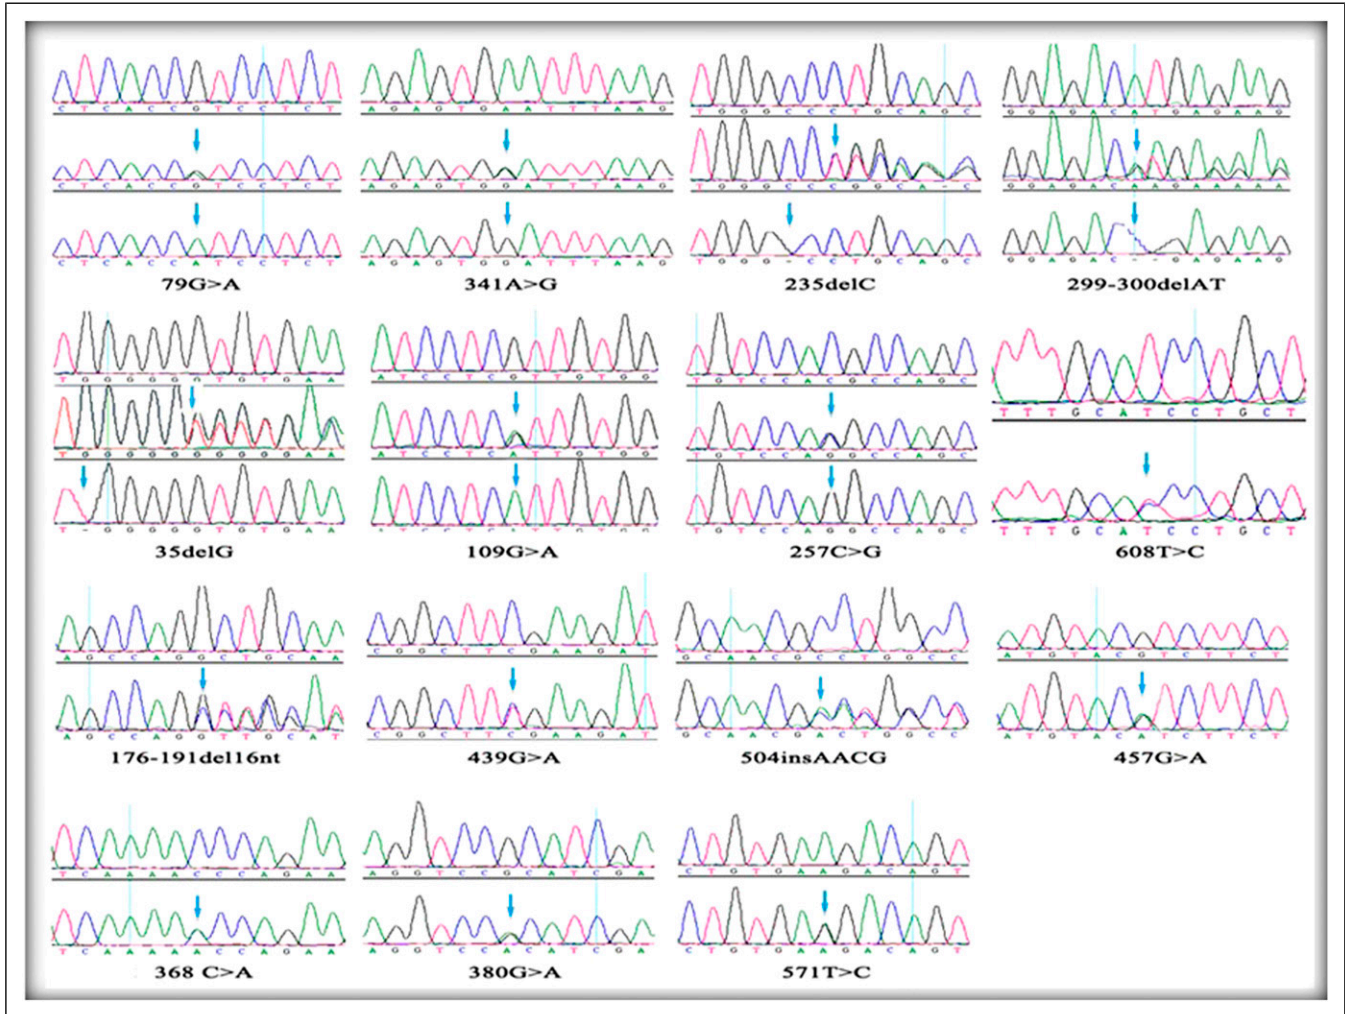 C T C A C C G T C C T C T
A G A G T G A A T T T A A G
T G G G C C C T G C A G C
G G A G A C A T G A G A A G
C T C A C C G T C C T C T
A G A G T G G A T T T A A G
T G G G C C C G G C A - C
G G A G A C A A G A A A A A
C T C A C C A T C C T C T
A G A G T G G A T T T A A G
T G G G - C C T G C A G C
G G A G A C - - G A G A A G
79G>A
341A>G
235delC
299-300delAT
T G G G G G G T G T G A A
A T C C T C G T T G T G G
T G T C C A C G C C A G C
T T T G C A T C C T G C T
T G G G G G G G G G G A A
A T C C T C A T T G T G G
T G T C C A G G C C A G C
T - G G G G G T G T G A A
T G T C C A G G C C A G C
T T T G C A T C C T G C T
35delG
109G>A
257C>G
608T>C
A G C C A G G C T G C A A
C G G C T T C G A A G A T
G C A A C G C C T G G C C
A T G T A C G T C T T C T
A G C C A G G C T G C A T
C G G C T T C G A A G A T
G C A A C G A C T G G C C
A T G T A C A T C T T C T
176-191del16nt
439G>A
504insAACG
457G>A
T C A A A A C C C A G A A
A G G T C C G C A T C G A
C T G T G A A G A C A G T
T C A A A A A C C A G A A
A G G T C C A C A T C G A
C T G T G A A G A C A G T
368 C>A
380G>A
571T>C